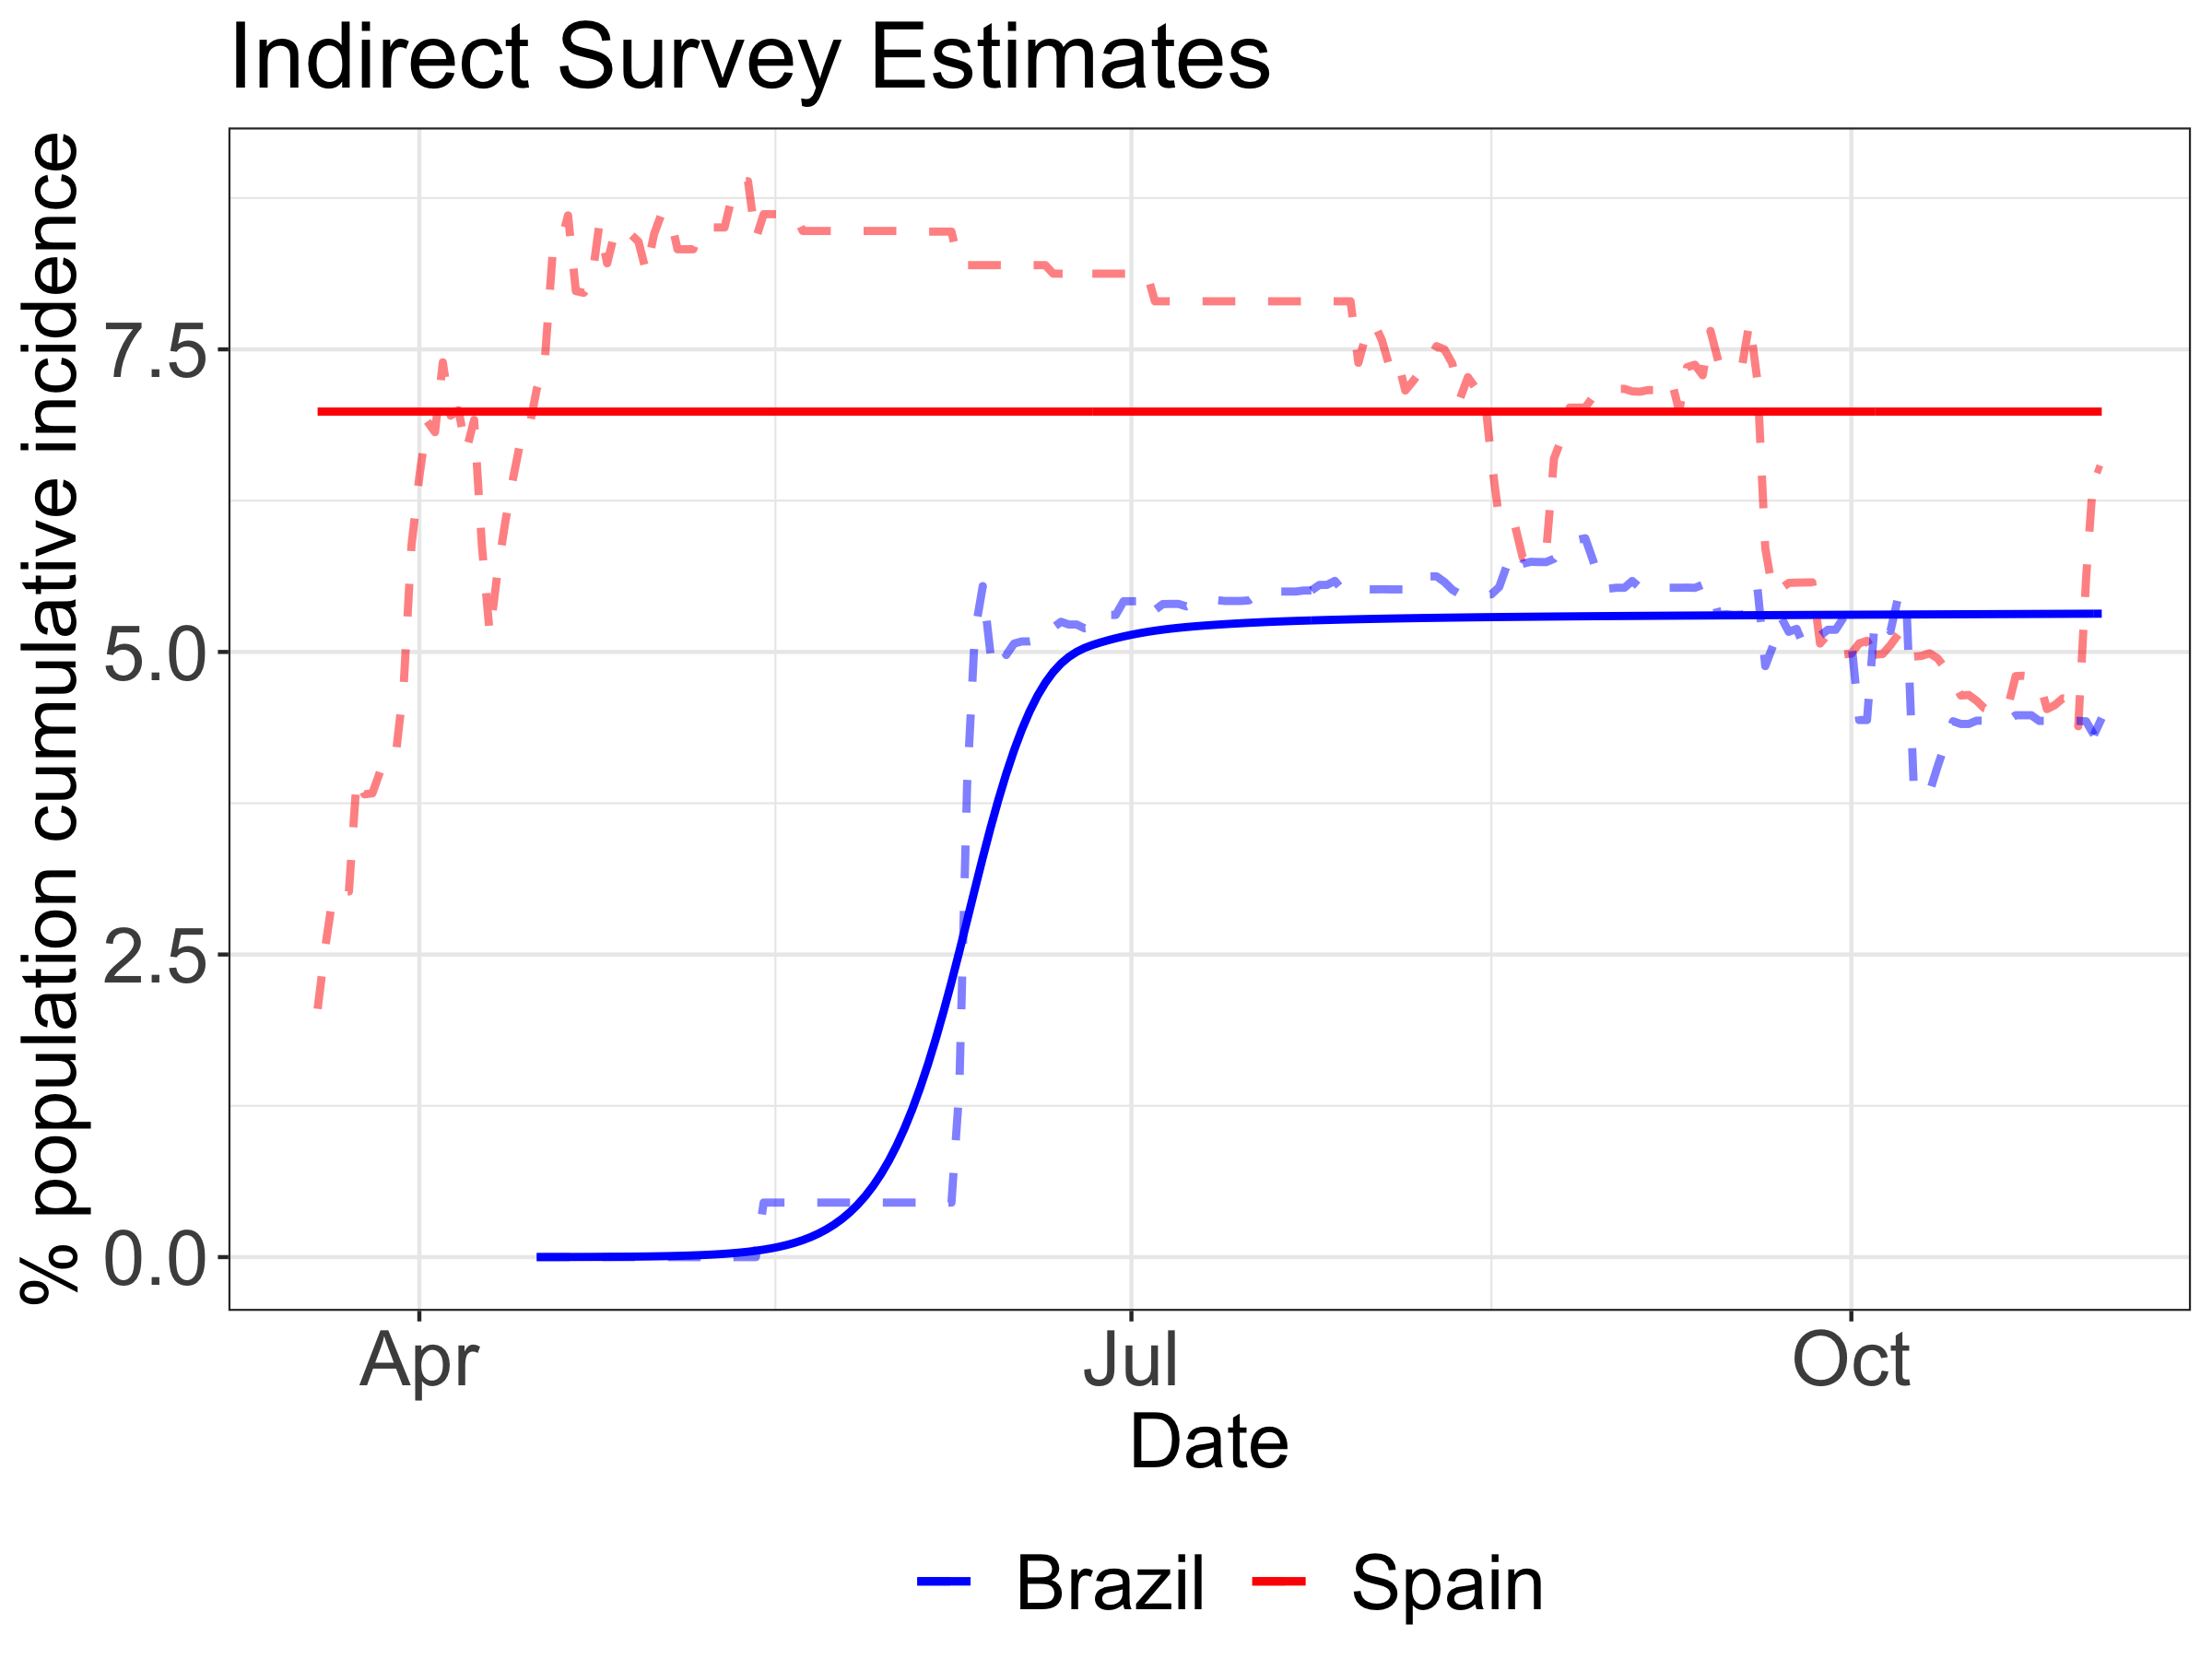 Indirect Survey Estimates
% population cumulative incidence
7.5
5.0
2.5
0.0
Apr Jul Oct
Date
Brazil Spain